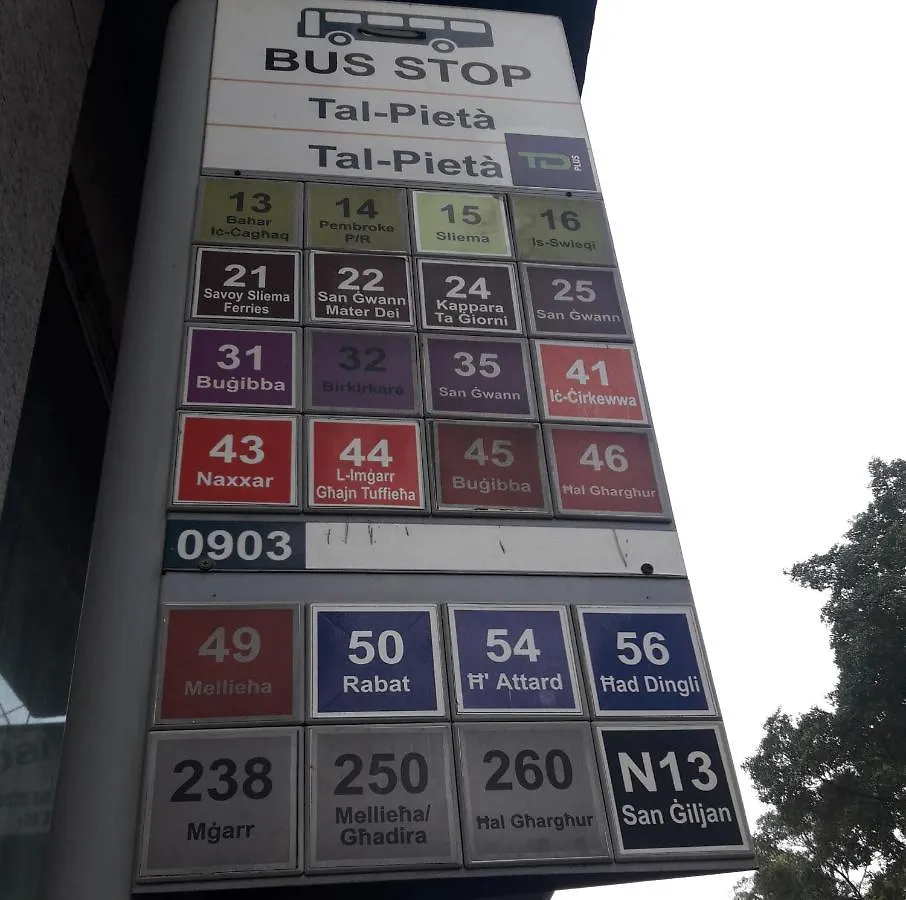 BUS STOP
Tal-Pietà
Tal-Pietà
TD PLUS
13
Bahar
Iċ-Cagħaq
14
Pembroke
P/R
15
Sliema
16
Is-Swieqi
21
Savoy Sliema
Ferries
22
San Ġwann
Mater Dei
24
Kappara
Ta Ġiorni
25
San Ġwann
31
Buġibba
32
Birkirkara
35
San Ġwann
41
Iċ-Ċirkewwa
43
Naxxar
44
L-Imġarr
Għajn Tuffieħa
45
Buġibba
46
Ħal Għargħur
0903
49
Mellieħa
50
Rabat
54
Ħ' Attard
56
Ħad Dingli
238
Mġarr
250
Mellieħa/
Għadira
260
Ħal Għargħur
N13
San Ġiljan